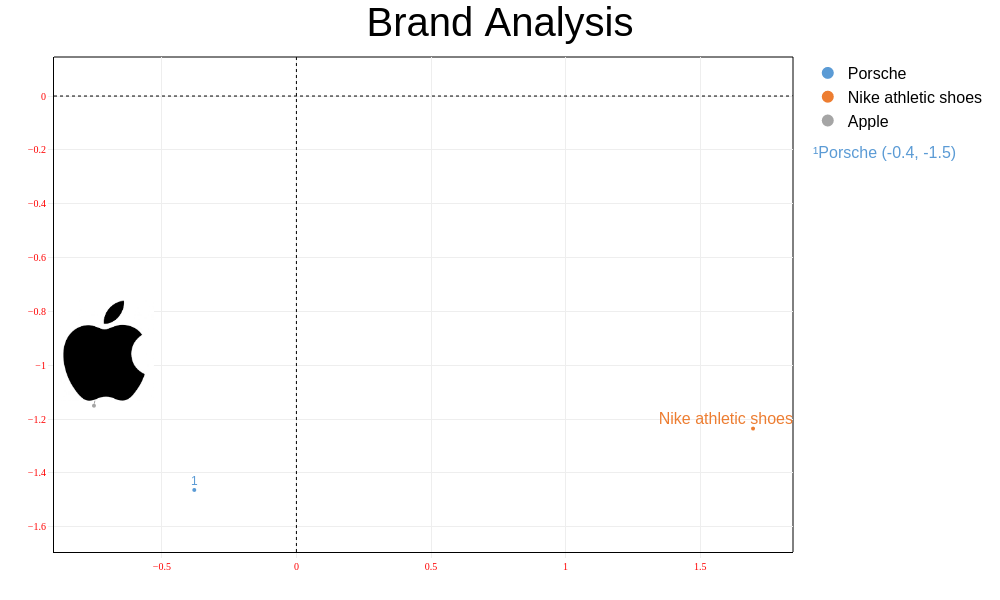 Brand Analysis
Porsche
Nike athletic shoes
Apple
¹Porsche (-0.4, -1.5)
0
−0.2
−0.4
−0.6
−0.8
−1
−1.2
−1.4
−1.6
Nike athletic shoes
1
−0.5
0
0.5
1
1.5